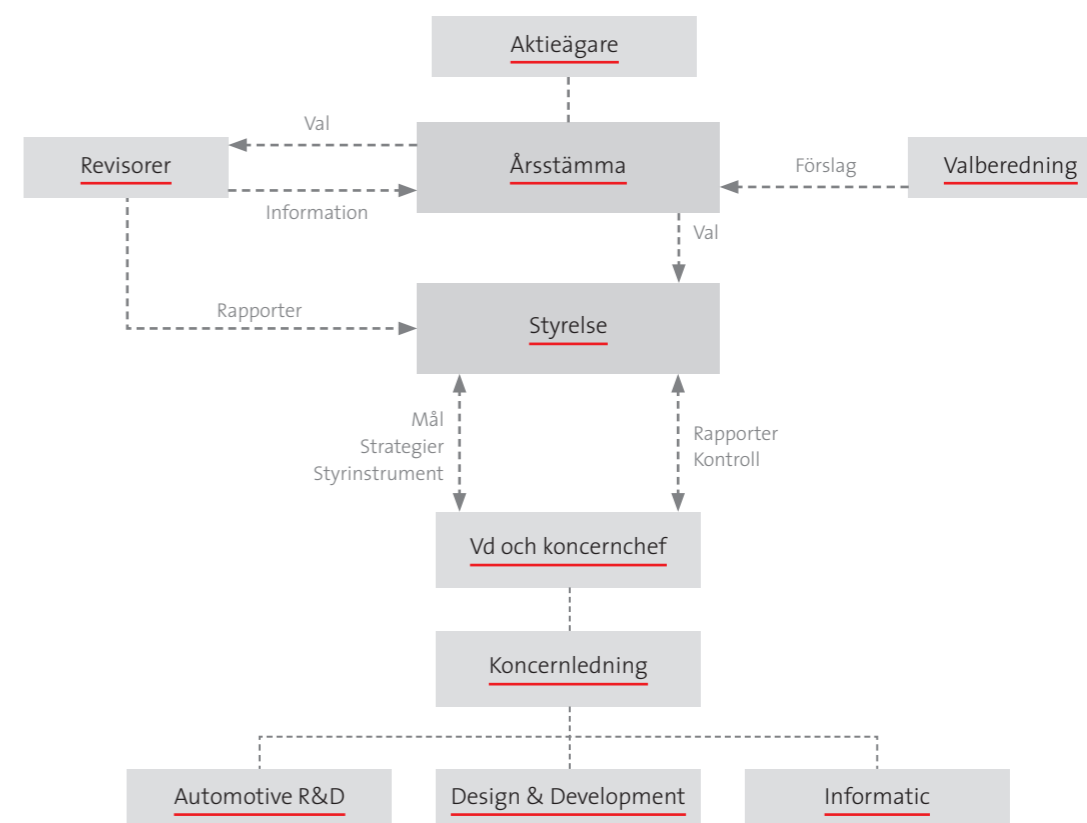 Aktieägare
Val
Revisorer
Årsstämma
Förslag
Valberedning
Information
Val
Rapporter
Styrelse
Mål
Strategier
Styrinstrument
Rapporter
Kontroll
Vd och koncernchef
Koncernledning
Automotive R&D
Design & Development
Informatic